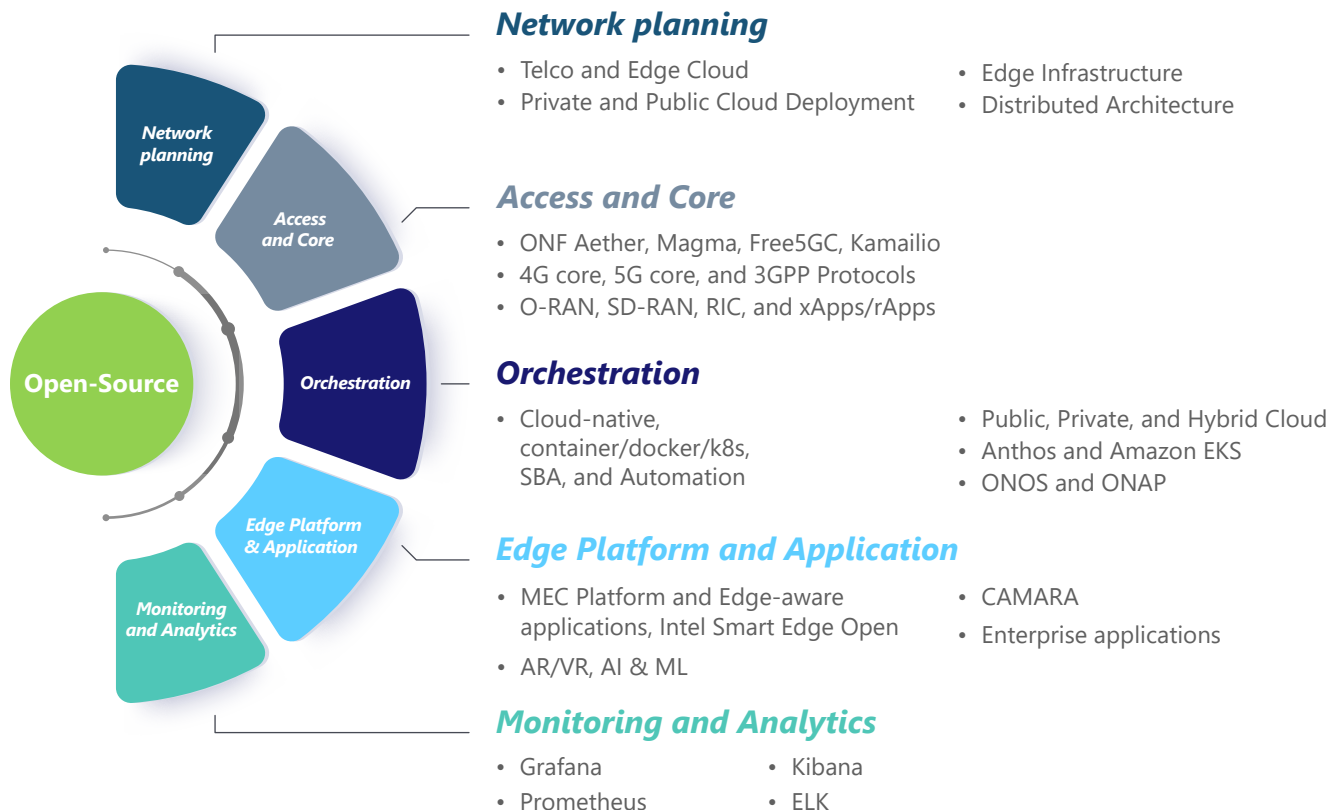 Network planning
• Telco and Edge Cloud
• Private and Public Cloud Deployment
• Edge Infrastructure
• Distributed Architecture
Network
planning
Access and Core
• ONF Aether, Magma, Free5GC, Kamailio
• 4G core, 5G core, and 3GPP Protocols
• O-RAN, SD-RAN, RIC, and xApps/rApps
Access
and Core
Open-Source
Orchestration
Orchestration
• Cloud-native,
container/docker/k8s,
SBA, and Automation
• Public, Private, and Hybrid Cloud
• Anthos and Amazon EKS
• ONOS and ONAP
Edge Platform
& Application
Edge Platform and Application
• MEC Platform and Edge-aware
applications, Intel Smart Edge Open
• AR/VR, AI & ML
• CAMARA
• Enterprise applications
Monitoring
and Analytics
Monitoring and Analytics
• Grafana
• Prometheus
• Kibana
• ELK